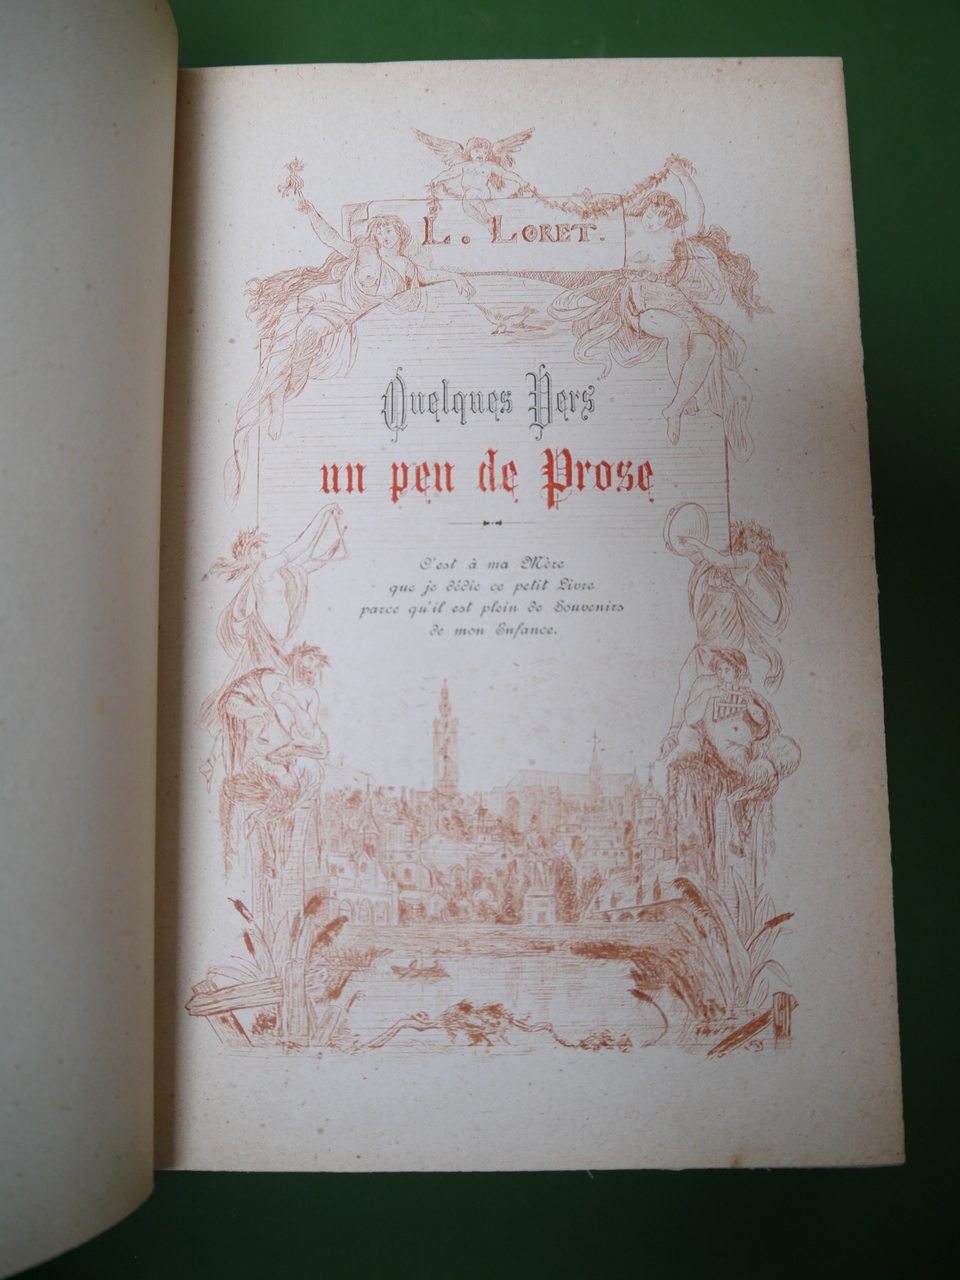 L. LORET.
Quelques Vers
un peu de Prose
C'est à ma Mère
que je dédie ce petit Livre
parce qu'il est plein de Souvenirs
de mon Enfance.